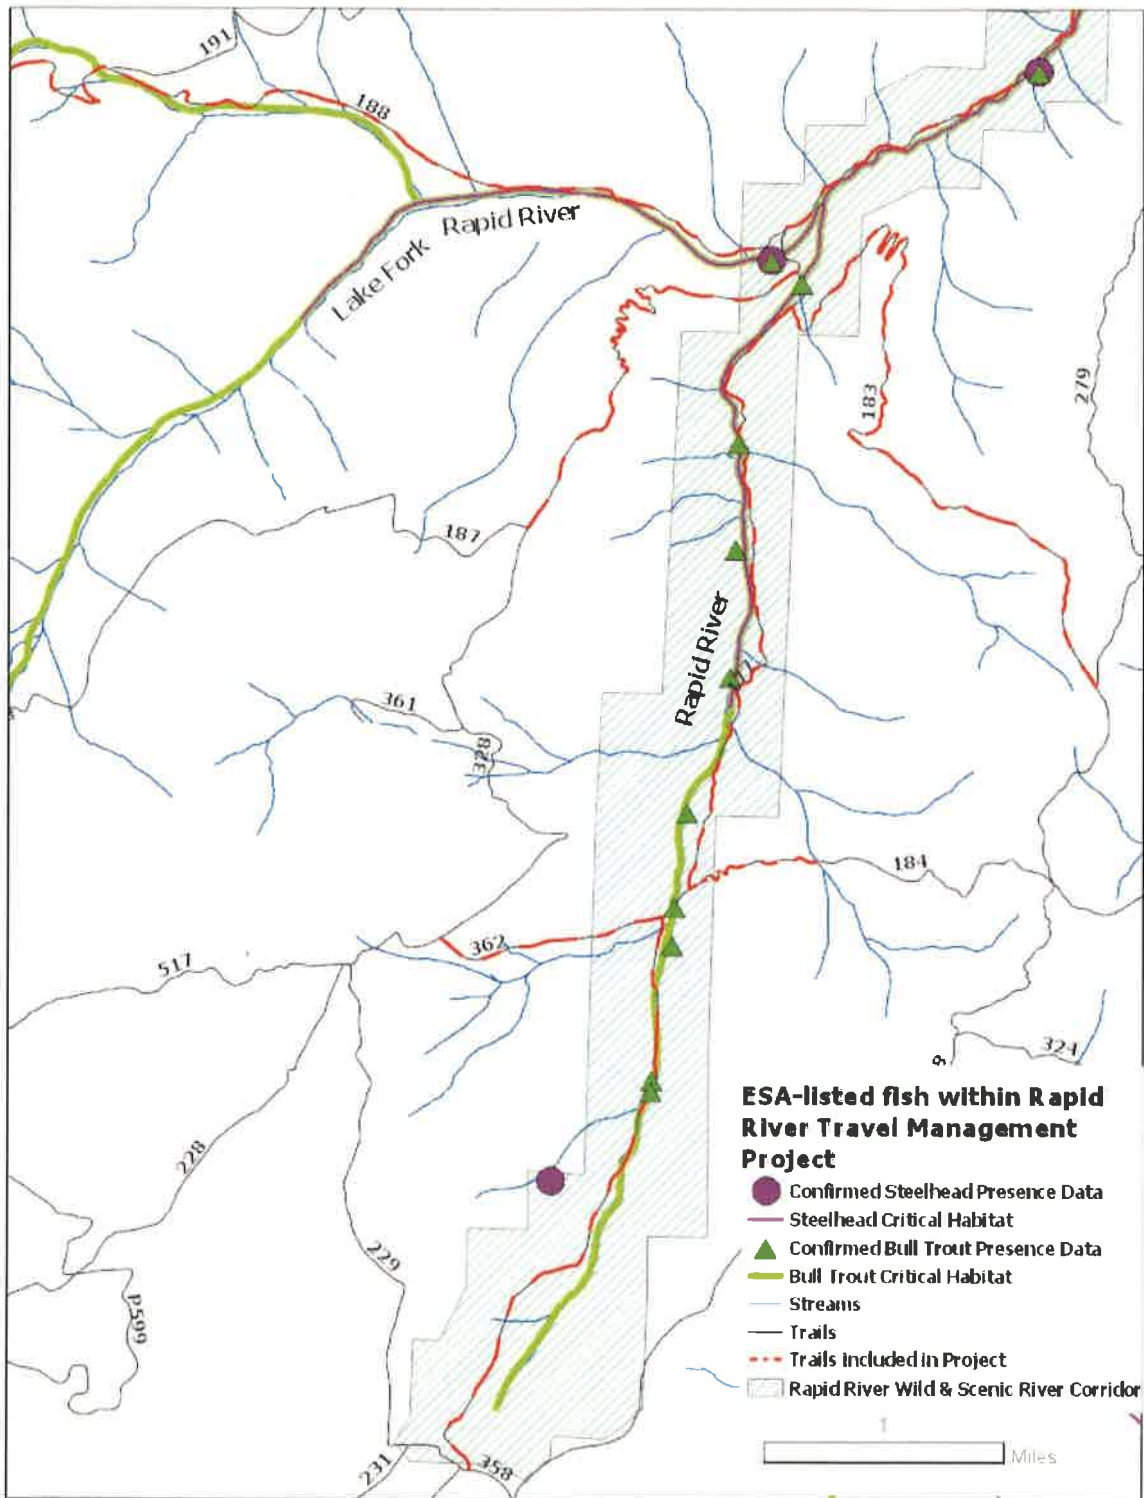 191
188
Rapid River
Lake Fork
279
183
187
Rapid River
361
328
184
362
517
324
228
229
P599
231
358
ESA-listed fish within Rapid
River Travel Management
Project
Confirmed Steelhead Presence Data
Steelhead Critical Habitat
Confirmed Bull Trout Presence Data
Bull Trout Critical Habitat
Streams
Trails
Trails Included in Project
Rapid River Wild & Scenic River Corridor
1
Miles